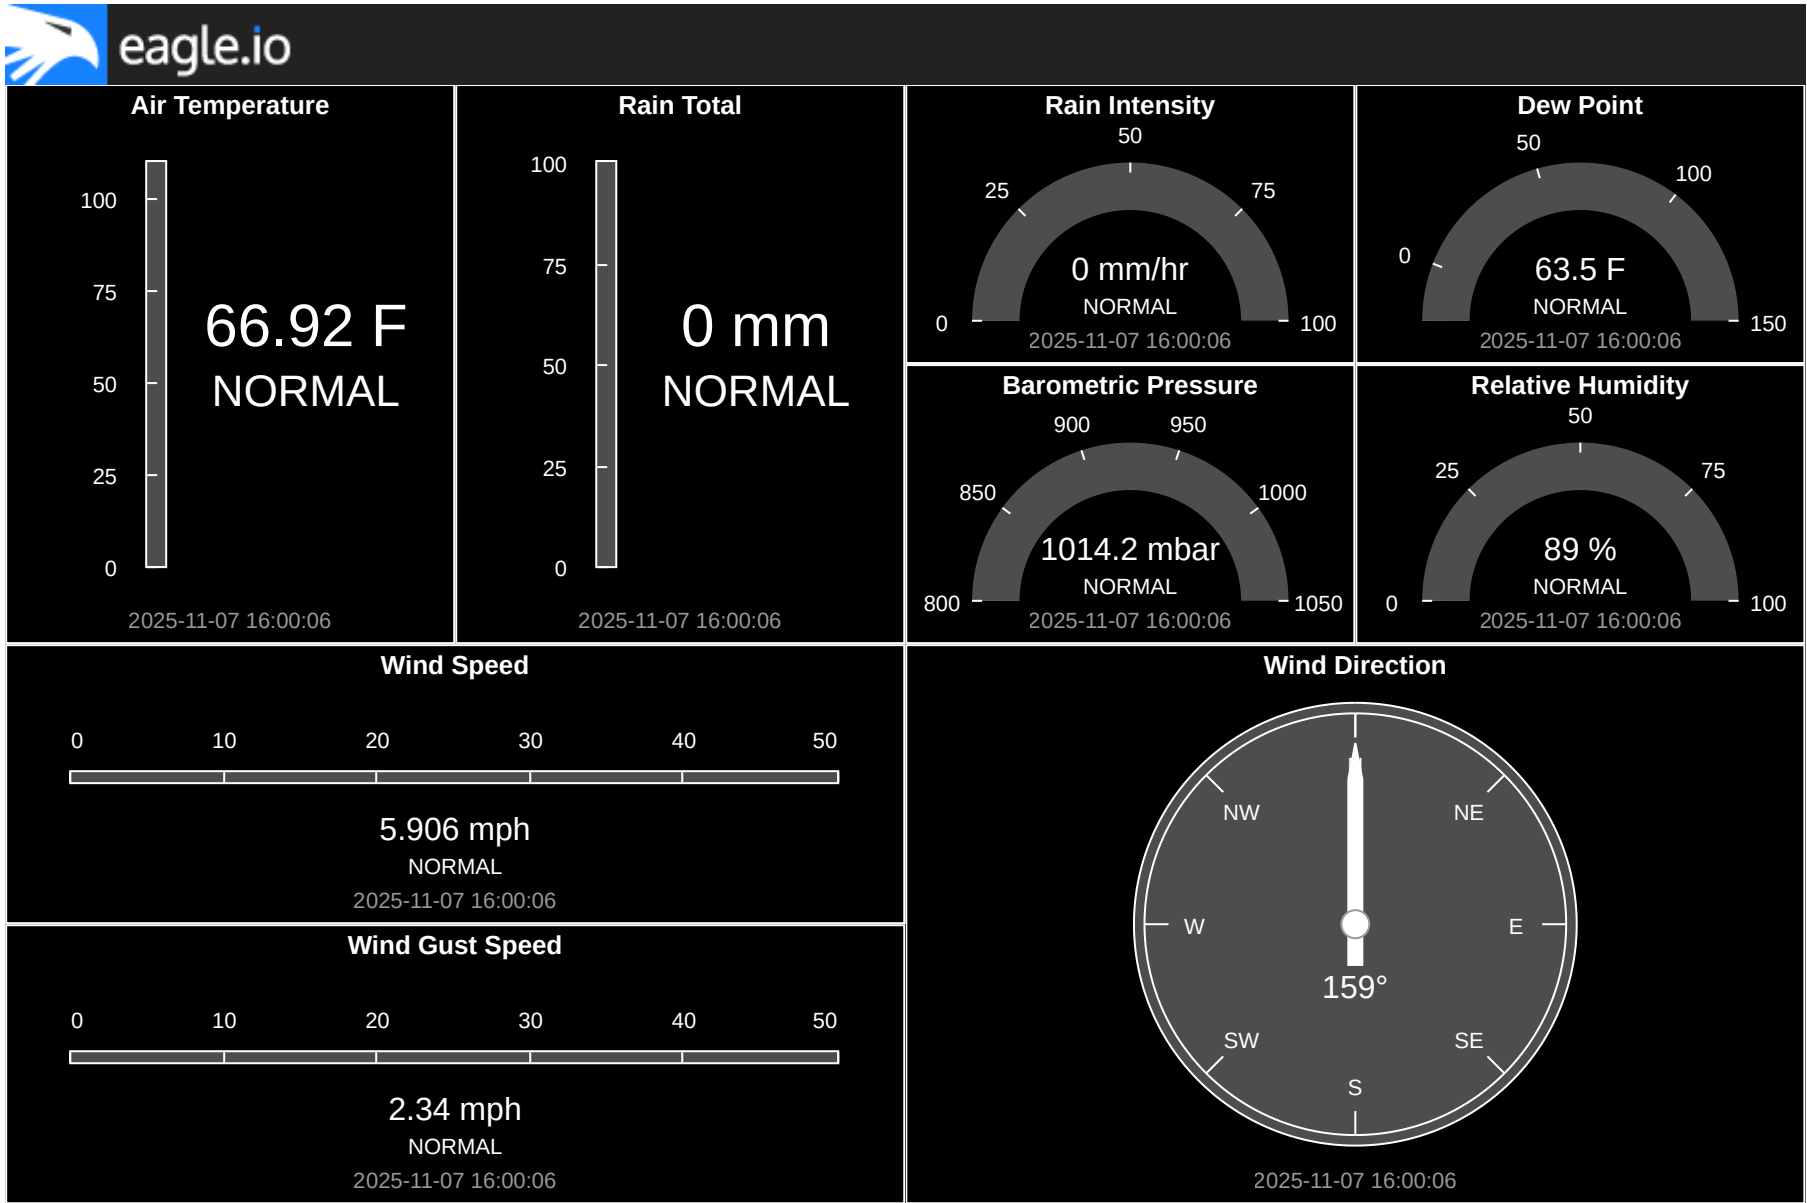 eagle.io
Air Temperature
100
75
50
25
0
66.92 F
NORMAL
2025-11-07 16:00:06
Rain Total
100
75
50
25
0
0 mm
NORMAL
2025-11-07 16:00:06
Rain Intensity
0
25
50
75
100
0 mm/hr
NORMAL
2025-11-07 16:00:06
Dew Point
0
50
100
150
63.5 F
NORMAL
2025-11-07 16:00:06
Barometric Pressure
800
850
900
950
1000
1050
1014.2 mbar
NORMAL
2025-11-07 16:00:06
Relative Humidity
0
25
50
75
100
89 %
NORMAL
2025-11-07 16:00:06
Wind Speed
0 10 20 30 40 50
5.906 mph
NORMAL
2025-11-07 16:00:06
Wind Gust Speed
0 10 20 30 40 50
2.34 mph
NORMAL
2025-11-07 16:00:06
Wind Direction
NW NE
W E
159°
SW SE
S
2025-11-07 16:00:06